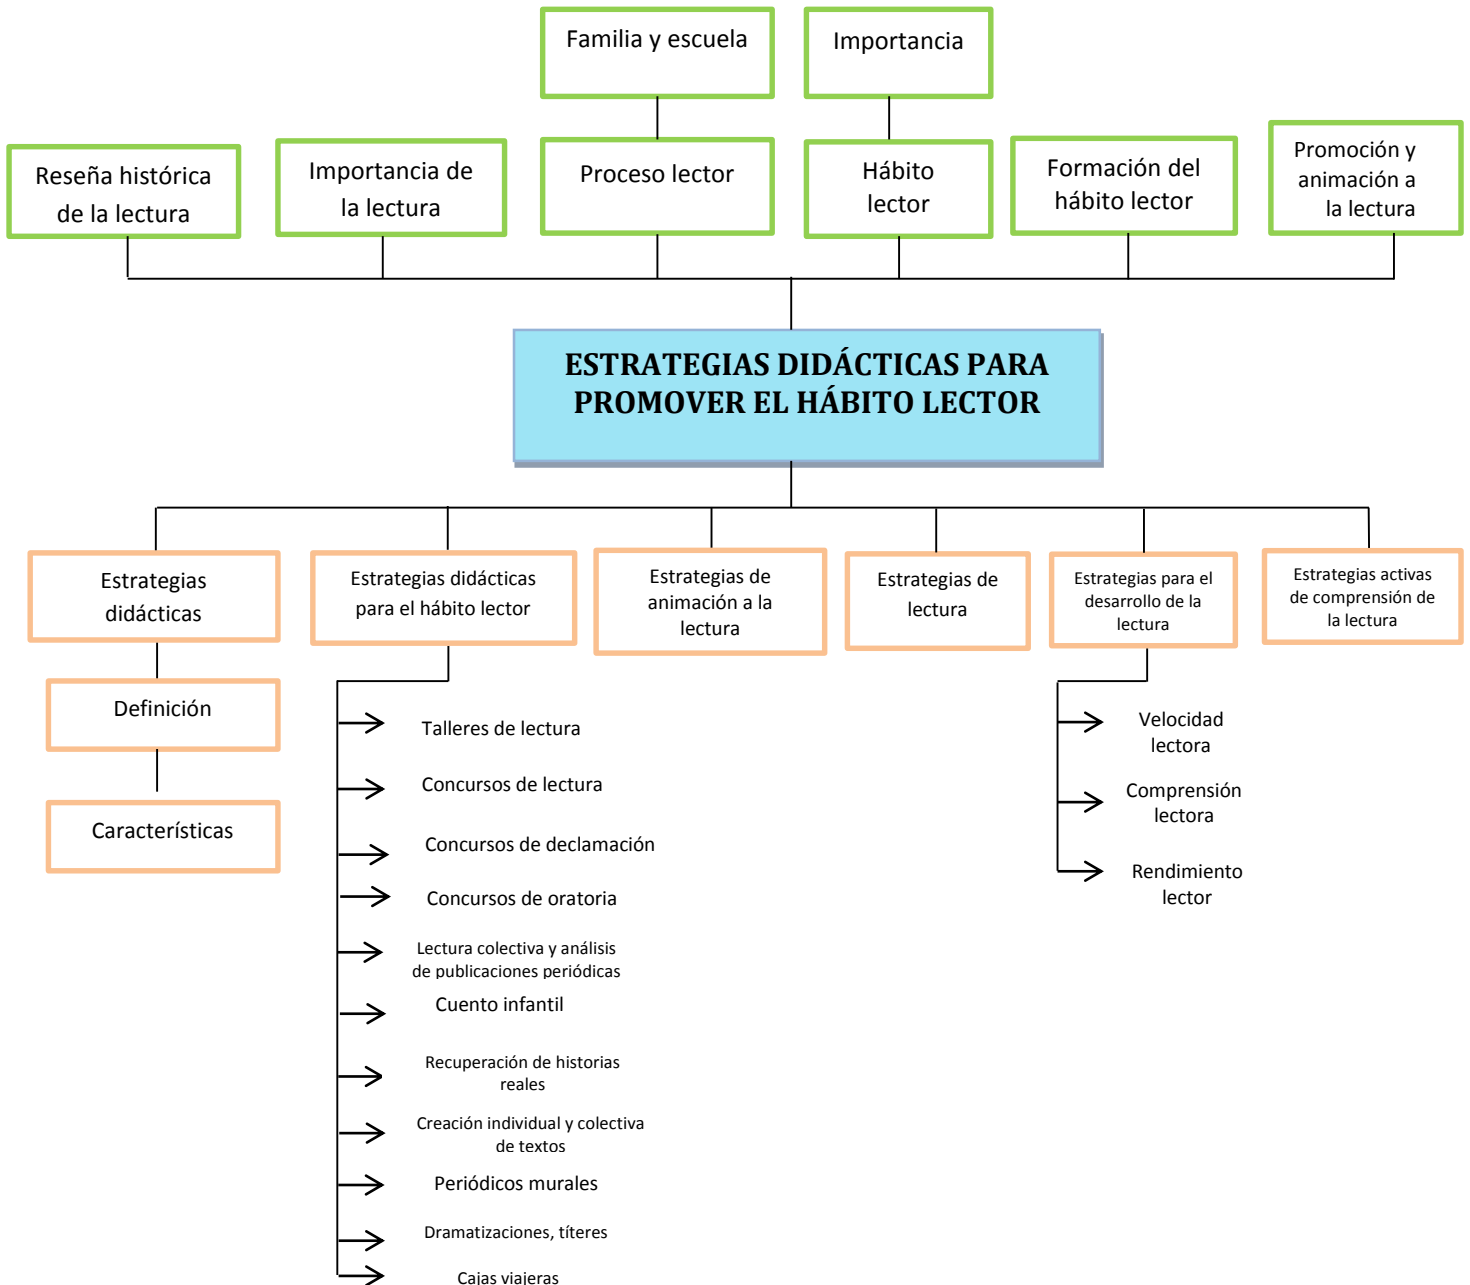 Familia y escuela
Importancia
Reseña histórica
de la lectura
Importancia de
la lectura
Proceso lector
Hábito
lector
Formación del
hábito lector
Promoción y
animación a
la lectura
ESTRATEGIAS DIDÁCTICAS PARA
PROMOVER EL HÁBITO LECTOR
Estrategias
didácticas
Estrategias didácticas
para el hábito lector
Estrategias de
animación a la
lectura
Estrategias de
lectura
Estrategias para el
desarrollo de la
lectura
Estrategias activas
de comprensión de
la lectura
Definición
Características
Talleres de lectura
Concursos de lectura
Concursos de declamación
Concursos de oratoria
Lectura colectiva y análisis
de publicaciones periódicas
Cuento infantil
Recuperación de historias
reales
Creación individual y colectiva
de textos
Periódicos murales
Dramatizaciones, títeres
Cajas viajeras
Velocidad
lectora
Comprensión
lectora
Rendimiento
lector